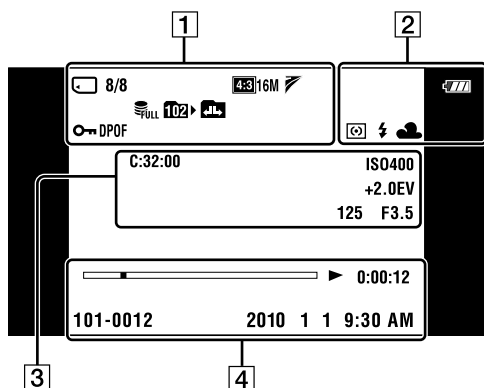 1
2
8/8
4:3 16M
FULL 102
DPOF
C:32:00
ISO400
+2.0EV
125 F3.5
0:00:12
101-0012 2010 1 1 9:30 AM
3
4